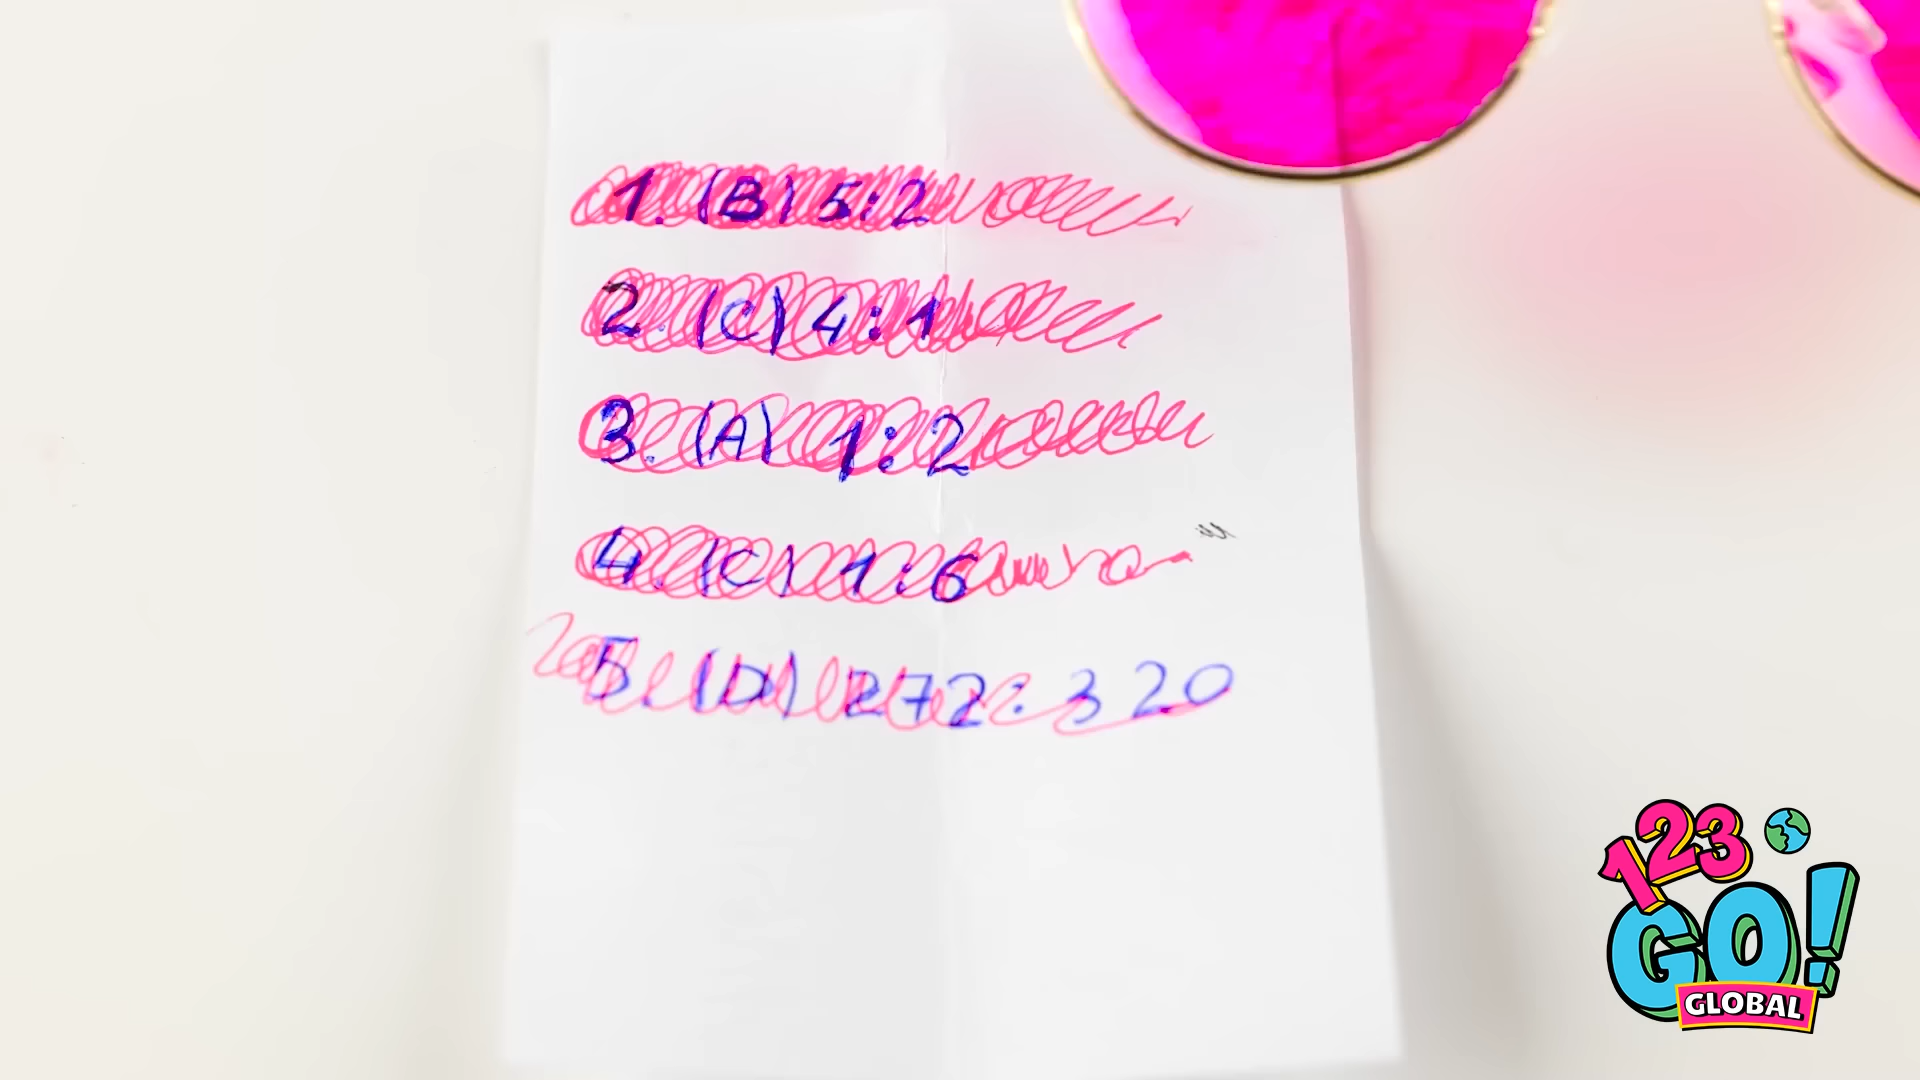 1. (B) 5:2
2. (C) 4:1
3. (A) 1:2
4. (C) 1:6
5. (D) 272:320
123
GO!
GLOBAL